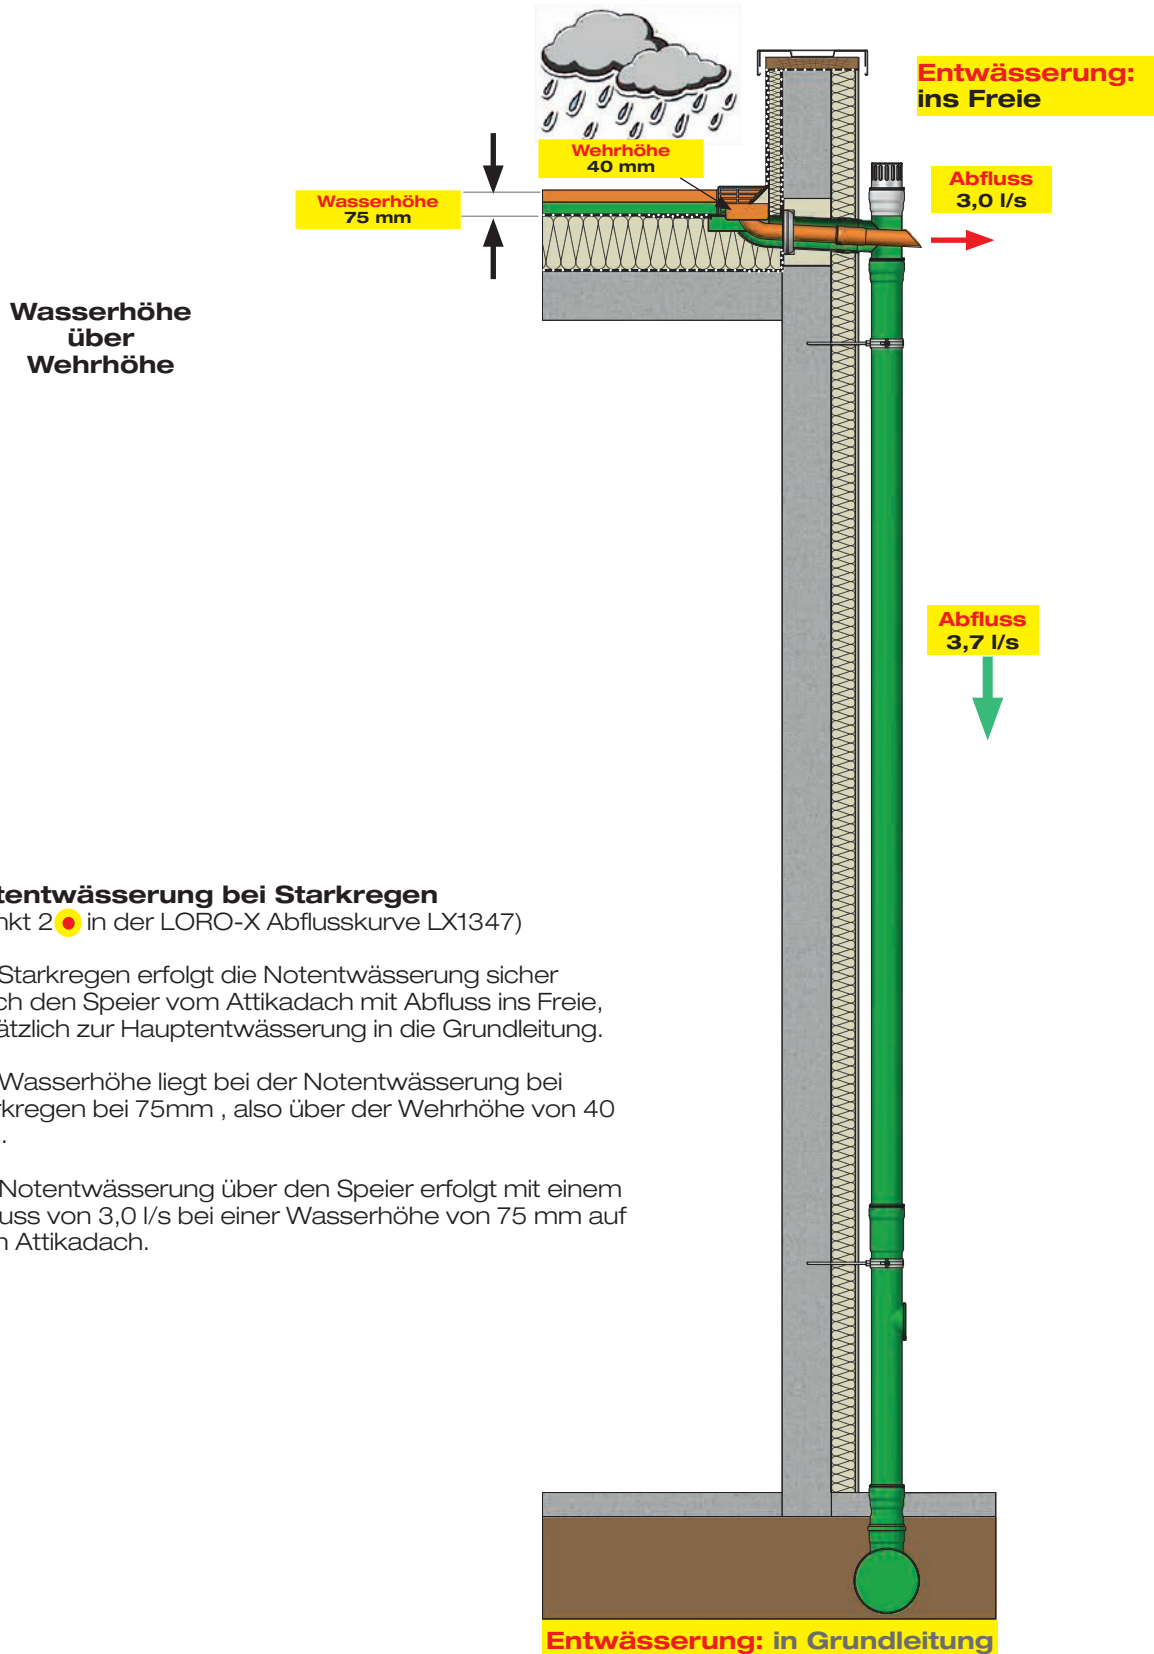 Entwässerung:
ins Freie
Wehrhöhe
40 mm
Abfluss
3,0 l/s
Wasserhöhe
75 mm
Wasserhöhe
über
Wehrhöhe
Abfluss
3,7 l/s
tentwässerung bei Starkregen
nkt 2 in der LORO-X Abflusskurve LX1347)
Starkregen erfolgt die Notentwässerung sicher
ch den Speier vom Attikadach mit Abfluss ins Freie,
ätzlich zur Hauptentwässerung in die Grundleitung.
Wasserhöhe liegt bei der Notentwässerung bei
rkregen bei 75mm , also über der Wehrhöhe von 40
.
Notentwässerung über den Speier erfolgt mit einem
luss von 3,0 l/s bei einer Wasserhöhe von 75 mm auf
n Attikadach.
Entwässerung: in Grundleitung